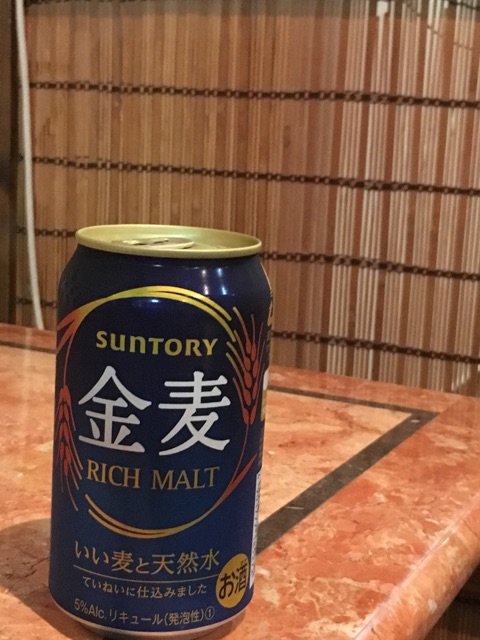 SUNTORY
金麦
RICH MALT
いい麦と天然水
ていねいに仕込みました
お酒
5%Alc. リキュール(発泡性)①